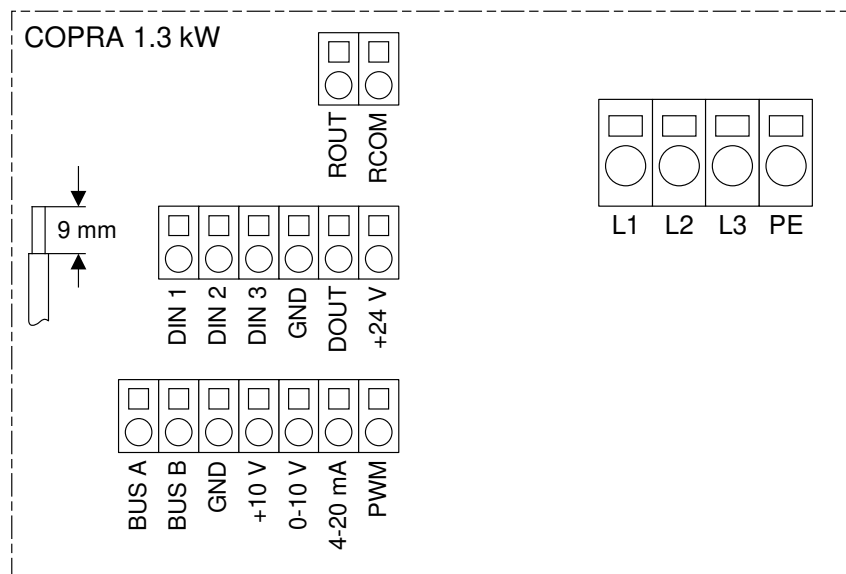 COPRA 1.3 kW
ROUT
RCOM
L1 L2 L3 PE
9 mm
DIN 1
DIN 2
DIN 3
GND
DOUT
+24 V
BUS A
BUS B
GND
+10 V
0-10 V
4-20 mA
PWM